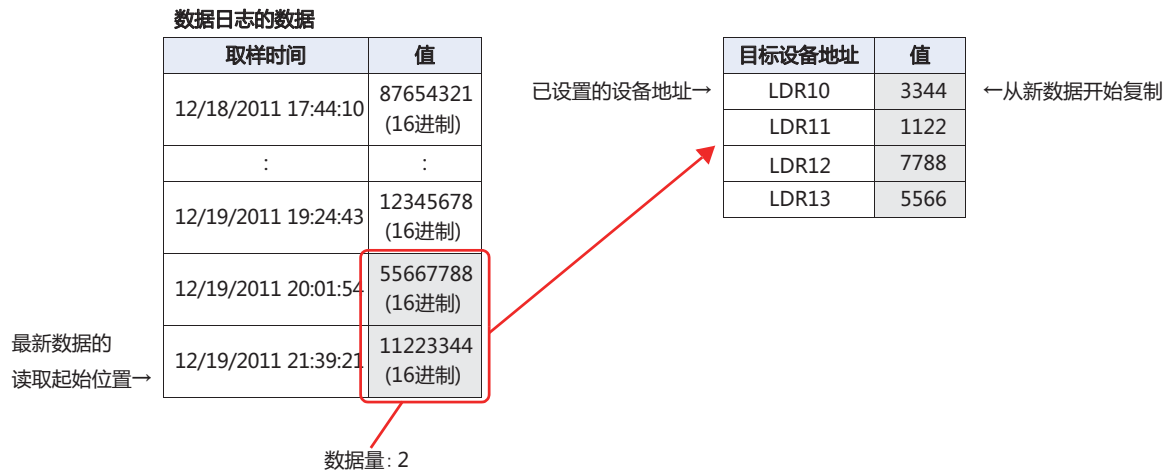 数据日志的数据
取样时间 值
12/18/2011 17:44:10 87654321
(16进制)
: :
12/19/2011 19:24:43 12345678
(16进制)
12/19/2011 20:01:54 55667788
(16进制)
12/19/2011 21:39:21 11223344
(16进制)
最新数据的
读取起始位置→
数据量: 2
目标设备地址 值
已设置的设备地址→ LDR10 3344 ←从新数据开始复制
LDR11 1122
LDR12 7788
LDR13 5566